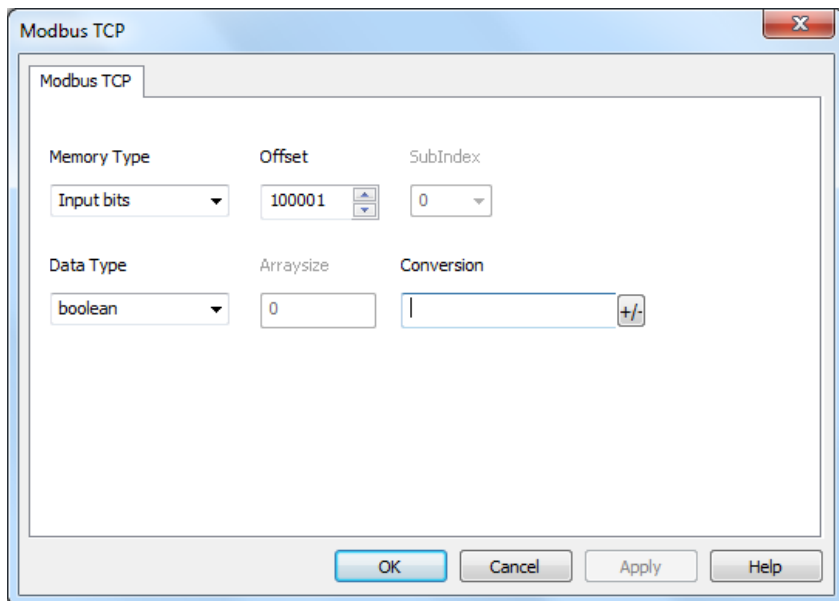 Modbus TCP
X
Modbus TCP
Memory Type Offset SubIndex
Input bits 100001 0
Data Type Arraysize Conversion
boolean 0 +/-
OK Cancel Apply Help